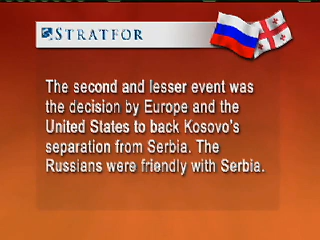 STRATFOR
The second and lesser event was
the decision by Europe and the
United States to back Kosovo's
separation from Serbia. The
Russians were friendly with Serbia.